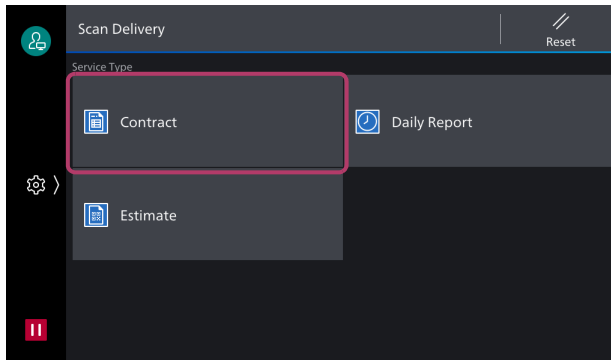 Scan Delivery
Reset
Service Type
Contract
Daily Report
Estimate